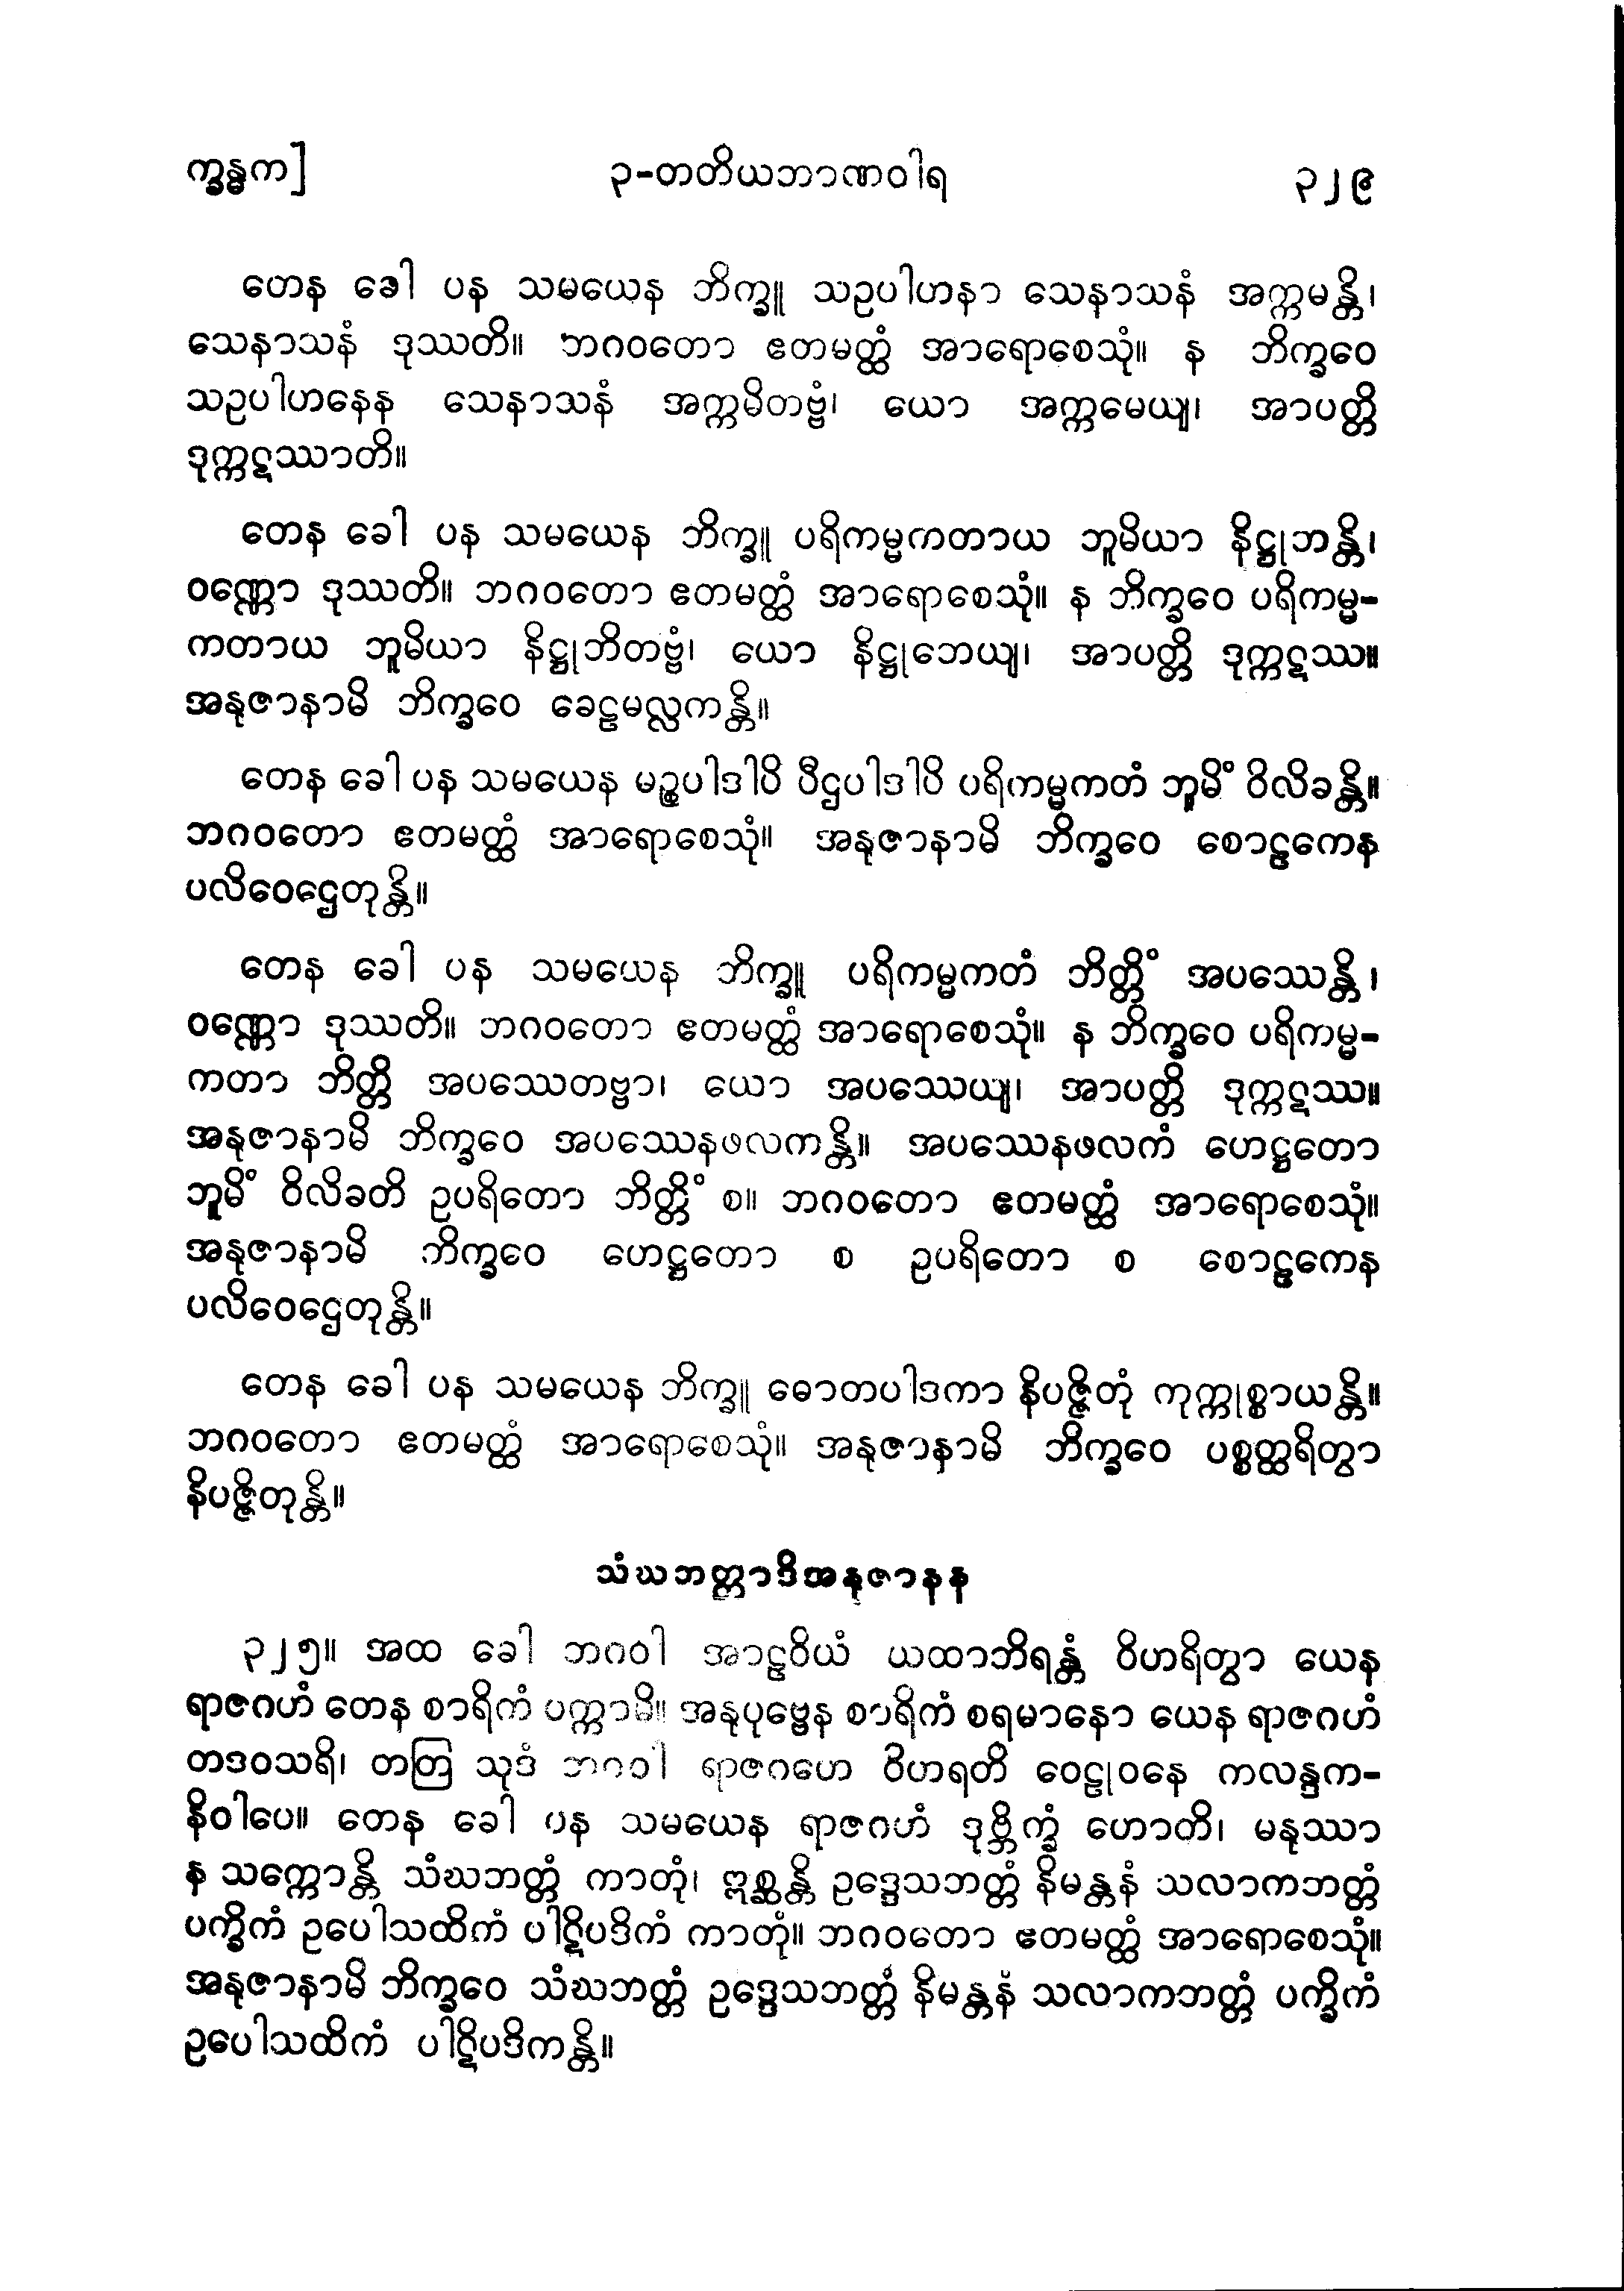 က္ခန္ဓက]
၃-တတိယဘာဏဝါရ
၃၂၉
တေန ခေါ ပန သမယေန ဘိက္ခူ သဥပါဟနာ သေနာသနံ အက္ကမန္တိ၊
သေနာသနံ ဒုဿတိ။ ဘဂဝတော ဧတမတ္ထံ အာရောစေသုံ။ န ဘိက္ခဝေ
သဥပါဟနေန သေနာသနံ အက္ကမိတဗ္ဗံ၊ ယော အက္ကမေယျ၊ အာပတ္တိ
ဒုက္ကဋဿာတိ။
တေန ခေါ ပန သမယေန ဘိက္ခူ ပရိကမ္မကတာယ ဘူမိယာ နိဋ္ဌုဘန္တိ၊
ဝဏ္ဏော ဒုဿတိ။ ဘဂဝတော ဧတမတ္ထံ အာရောစေသုံ။ န ဘိက္ခဝေ ပရိကမ္မ-
ကတာယ ဘူမိယာ နိဋ္ဌုဘိတဗ္ဗံ၊ ယော နိဋ္ဌုဘေယျ၊ အာပတ္တိ ဒုက္ကဋဿ။
အနုဇာနာမိ ဘိက္ခဝေ ခေဠမလ္လကန္တိ။
တေန ခေါ ပန သမယေန မဉ္စပါဒါပိ ပီဌပါဒါပိ ပရိကမ္မကတံ ဘူမိံ ဝိလိခန္တိ။
ဘဂဝတော ဧတမတ္ထံ အာရောစေသုံ။ အနုဇာနာမိ ဘိက္ခဝေ စောဠကေန
ပလိဝေဌေတုန္တိ။
တေန ခေါ ပန သမယေန ဘိက္ခူ ပရိကမ္မကတံ ဘိတ္တိံ အပဿေန္တိ၊
ဝဏ္ဏော ဒုဿတိ။ ဘဂဝတော ဧတမတ္ထံ အာရောစေသုံ။ န ဘိက္ခဝေ ပရိကမ္မ-
ကတာ ဘိတ္တိ အပဿေတဗ္ဗာ၊ ယော အပဿေယျ၊ အာပတ္တိ ဒုက္ကဋဿ။
အနုဇာနာမိ ဘိက္ခဝေ အပဿေနဖလကန္တိ။ အပဿေနဖလကံ ဟေဋ္ဌတော
ဘူမိံ ဝိလိခတိ ဥပရိတော ဘိတ္တိံ စ။ ဘဂဝတော ဧတမတ္ထံ အာရောစေသုံ။
အနုဇာနာမိ ဘိက္ခဝေ ဟေဋ္ဌတော စ ဥပရိတော စ စောဠကေန
ပလိဝေဌေတုန္တိ။
တေန ခေါ ပန သမယေန ဘိက္ခူ ဓောတပါဒကာ နိပဇ္ဇိတုံ ကုက္ကုစ္စာယန္တိ။
ဘဂဝတော ဧတမတ္ထံ အာရောစေသုံ။ အနုဇာနာမိ ဘိက္ခဝေ ပစ္စတ္ထရိတွာ
နိပဇ္ဇိတုန္တိ။
သံဃဘတ္တာဒိအနုဇာနန
၃၂၅။ အထ ခေါ ဘဂဝါ အာဠဝိယံ ယထာဘိရန္တံ ဝိဟရိတွာ ယေန
ရာဇဂဟံ တေန စာရိကံ ပက္ကာမိ။ အနုပုဗ္ဗေန စာရိကံ စရမာနော ယေန ရာဇဂဟံ
တဒဝသရိ၊ တတြ သုဒံ ဘဂဝါ ရာဇဂဟေ ဝိဟရတိ ဝေဠုဝနေ ကလန္ဒက-
နိဝါပေ။ တေန ခေါ ပန သမယေန ရာဇဂဟံ ဒုဗ္ဘိက္ခံ ဟောတိ၊ မနုဿာ
န သက္ကောန္တိ သံဃဘတ္တံ ကာတုံ၊ ဣစ္ဆန္တိ ဥဒ္ဒေသဘတ္တံ နိမန္တနံ သလာကဘတ္တံ
ပက္ခိကံ ဥပေါသထိကံ ပါဋိပဒိကံ ကာတုံ။ ဘဂဝတော ဧတမတ္ထံ အာရောစေသုံ။
အနုဇာနာမိ ဘိက္ခဝေ သံဃဘတ္တံ ဥဒ္ဒေသဘတ္တံ နိမန္တနံ သလာကဘတ္တံ ပက္ခိကံ
ဥပေါသထိကံ ပါဋိပဒိကန္တိ။